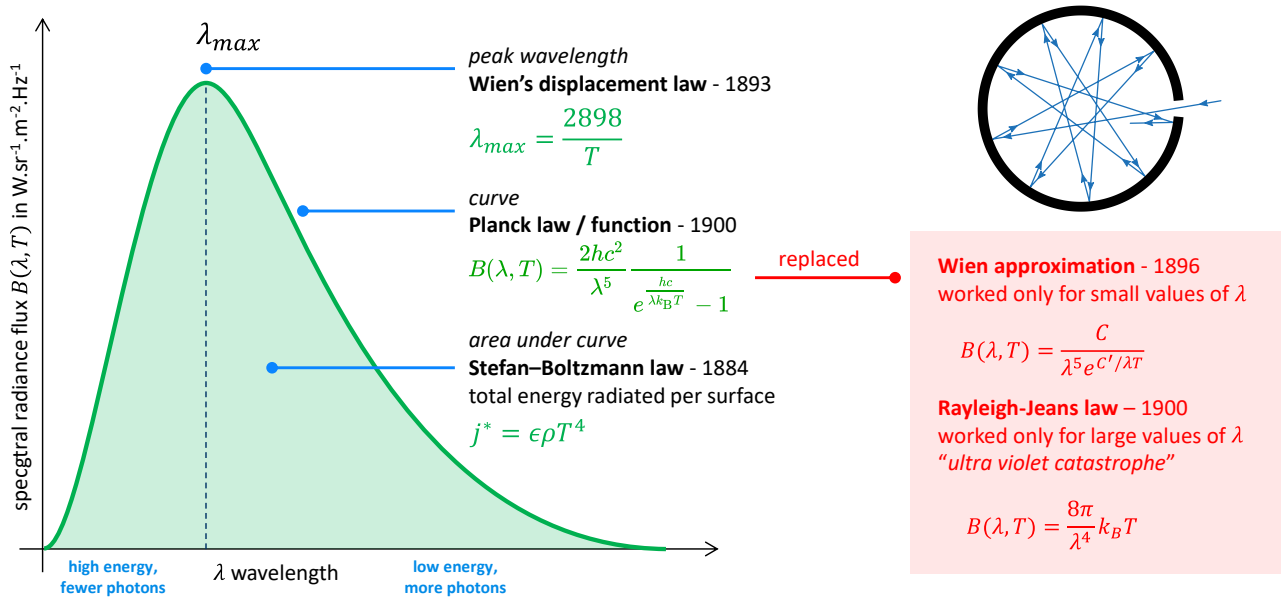 specgtral radiance flux B(λ, T) in W.sr⁻¹.m⁻².Hz⁻¹
λₘₐₓ
peak wavelength
Wien's displacement law - 1893
λₘₐₓ = 2898 / T
curve
Planck law / function - 1900
B(λ, T) = 2hc² / λ⁵ 1 / e^(hc / λk_BT) − 1
area under curve
Stefan–Boltzmann law - 1884
total energy radiated per surface
j* = ϵρT⁴
high energy,
fewer photons
λ wavelength
low energy,
more photons
replaced
Wien approximation - 1896
worked only for small values of λ
B(λ, T) = C / λ⁵e^(C′/λT)
Rayleigh-Jeans law – 1900
worked only for large values of λ
“ultra violet catastrophe”
B(λ, T) = 8π / λ⁴ k_BT